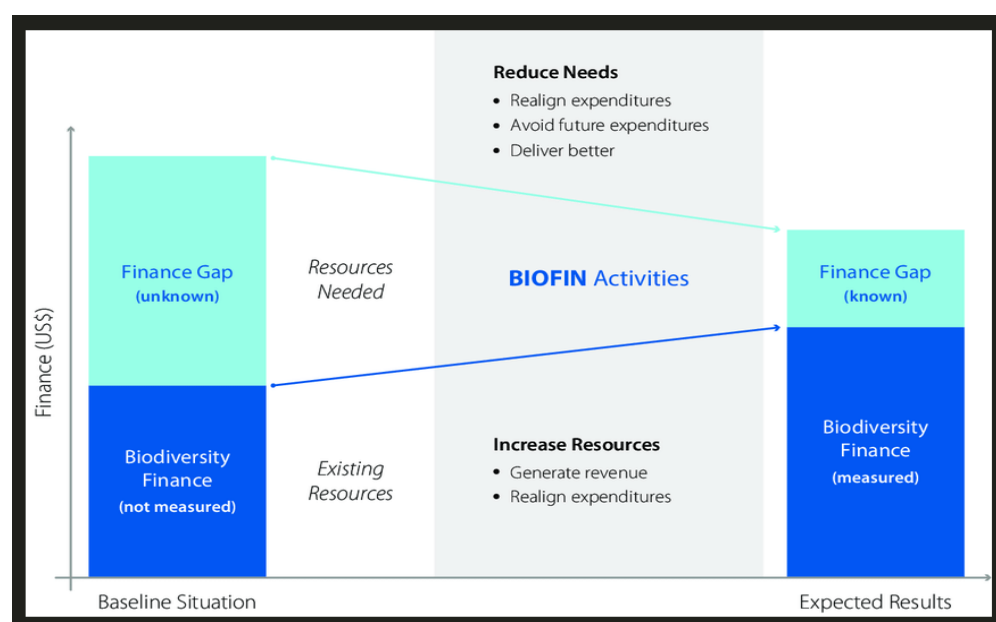 Reduce Needs
• Realign expenditures
• Avoid future expenditures
• Deliver better
Finance (US$)
Finance Gap
(unknown)
Resources
Needed
BIOFIN Activities
Finance Gap
(known)
Biodiversity
Finance
(not measured)
Existing
Resources
Increase Resources
• Generate revenue
• Realign expenditures
Biodiversity
Finance
(measured)
Baseline Situation
Expected Results